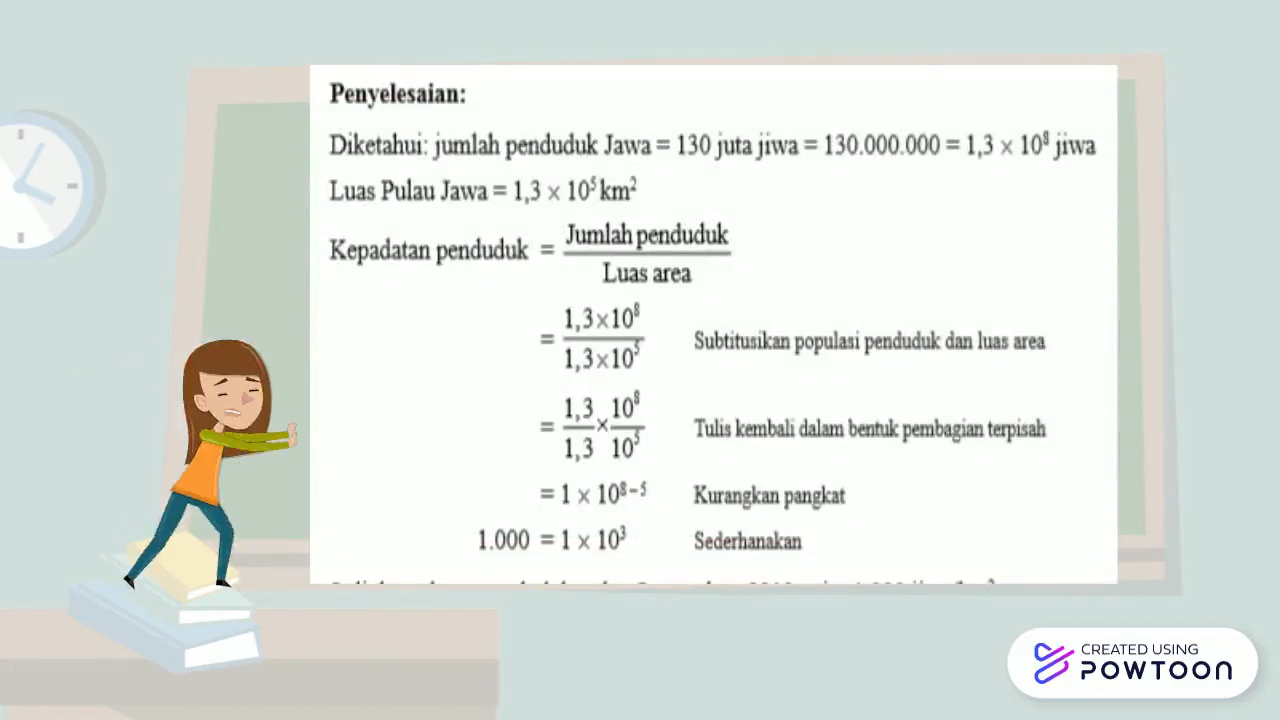 Penyelesaian:
Diketahui: jumlah penduduk Jawa = 130 juta jiwa = 130.000.000 = 1,3 × 10⁸ jiwa
Luas Pulau Jawa = 1,3 × 10⁵ km²
Kepadatan penduduk = Jumlah penduduk / Luas area
= 1,3×10⁸ / 1,3×10⁵ Subtitusikan populasi penduduk dan luas area
= 1,3/1,3 × 10⁸/10⁵ Tulis kembali dalam bentuk pembagian terpisah
= 1 × 10⁸⁻⁵ Kurangkan pangkat
1.000 = 1 × 10³ Sederhanakan
CREATED USING
POWTOON